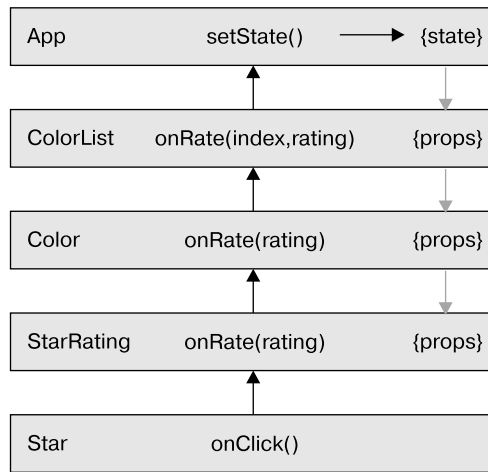 App setState() {state}
ColorList onRate(index,rating) {props}
Color onRate(rating) {props}
StarRating onRate(rating) {props}
Star onClick()